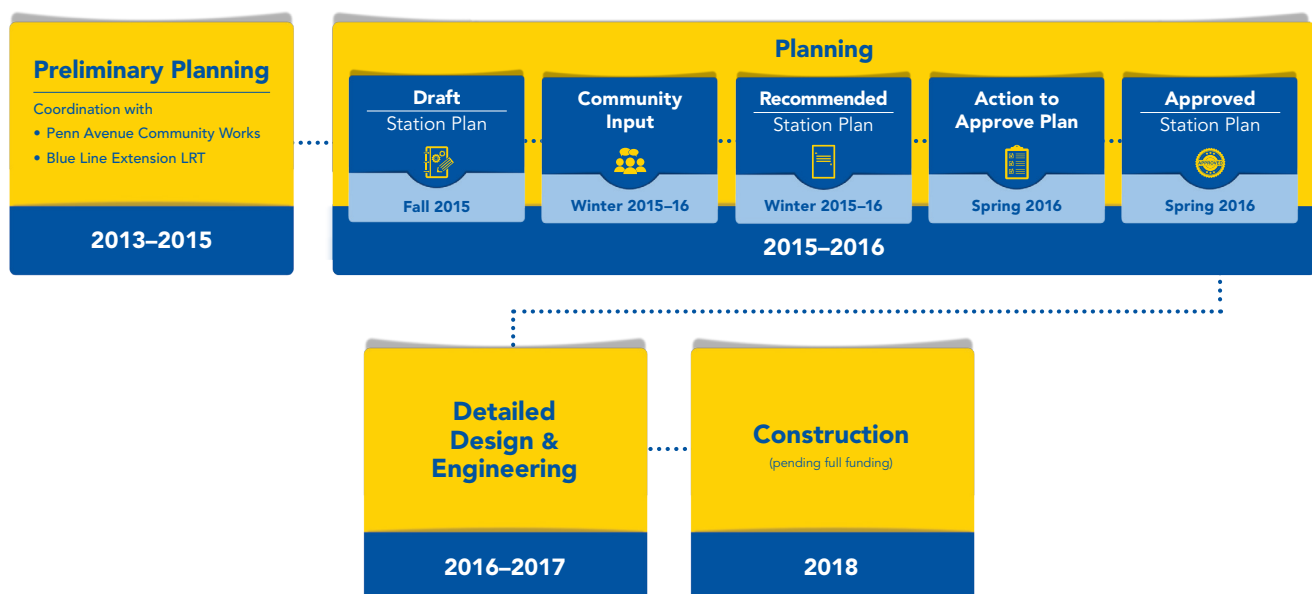 Preliminary Planning
Coordination with
• Penn Avenue Community Works
• Blue Line Extension LRT
2013–2015
Planning
Draft
Station Plan
Fall 2015
Community
Input
Winter 2015–16
Recommended
Station Plan
Winter 2015–16
Action to
Approve Plan
Spring 2016
Approved
Station Plan
APPROVED
Spring 2016
2015–2016
Detailed
Design &
Engineering
2016–2017
Construction
(pending full funding)
2018